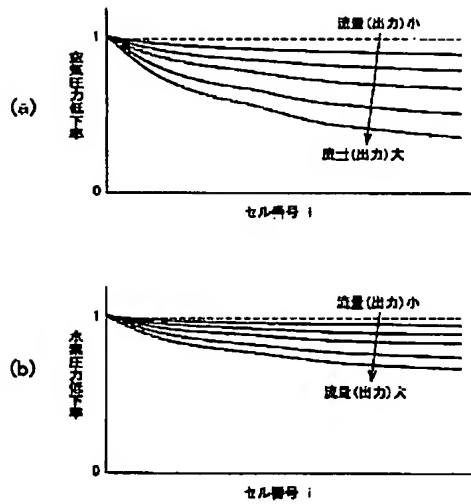 (a)
空気圧力低下率
1
0
流量(出力)小
流量(出力)大
セル番号 i
(b)
水素圧力低下率
1
0
流量(出力)小
流量(出力)大
セル番号 i